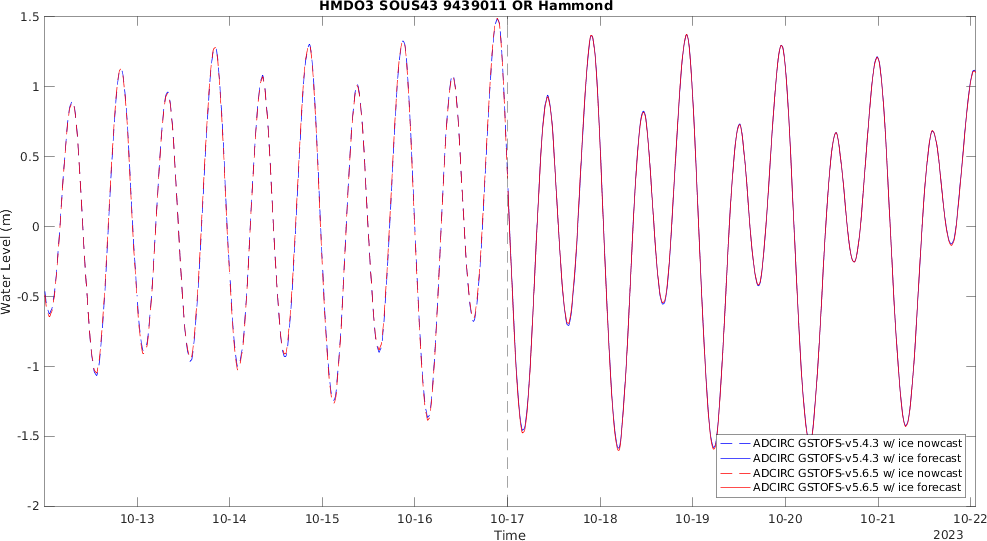 HMDO3 SOUS43 9439011 OR Hammond
1.5
1
0.5
0
-0.5
-1
-1.5
-2
Water Level (m)
ADCIRC GSTOFS-v5.4.3 w/ ice nowcast
ADCIRC GSTOFS-v5.4.3 w/ ice forecast
ADCIRC GSTOFS-v5.6.5 w/ ice nowcast
ADCIRC GSTOFS-v5.6.5 w/ ice forecast
10-13 10-14 10-15 10-16 10-17 10-18 10-19 10-20 10-21 10-22
Time
2023